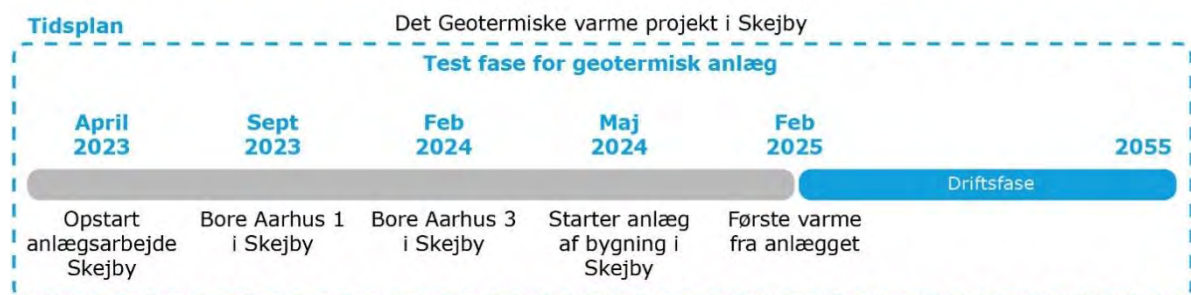 Tidsplan
Det Geotermiske varme projekt i Skejby
Test fase for geotermisk anlæg
April
2023
Sept
2023
Feb
2024
Maj
2024
Feb
2025
2055
Driftsfase
Opstart
anlægsarbejde
Skejby
Bore Aarhus 1
i Skejby
Bore Aarhus 3
i Skejby
Starter anlæg
af bygning i
Skejby
Første varme
fra anlægget